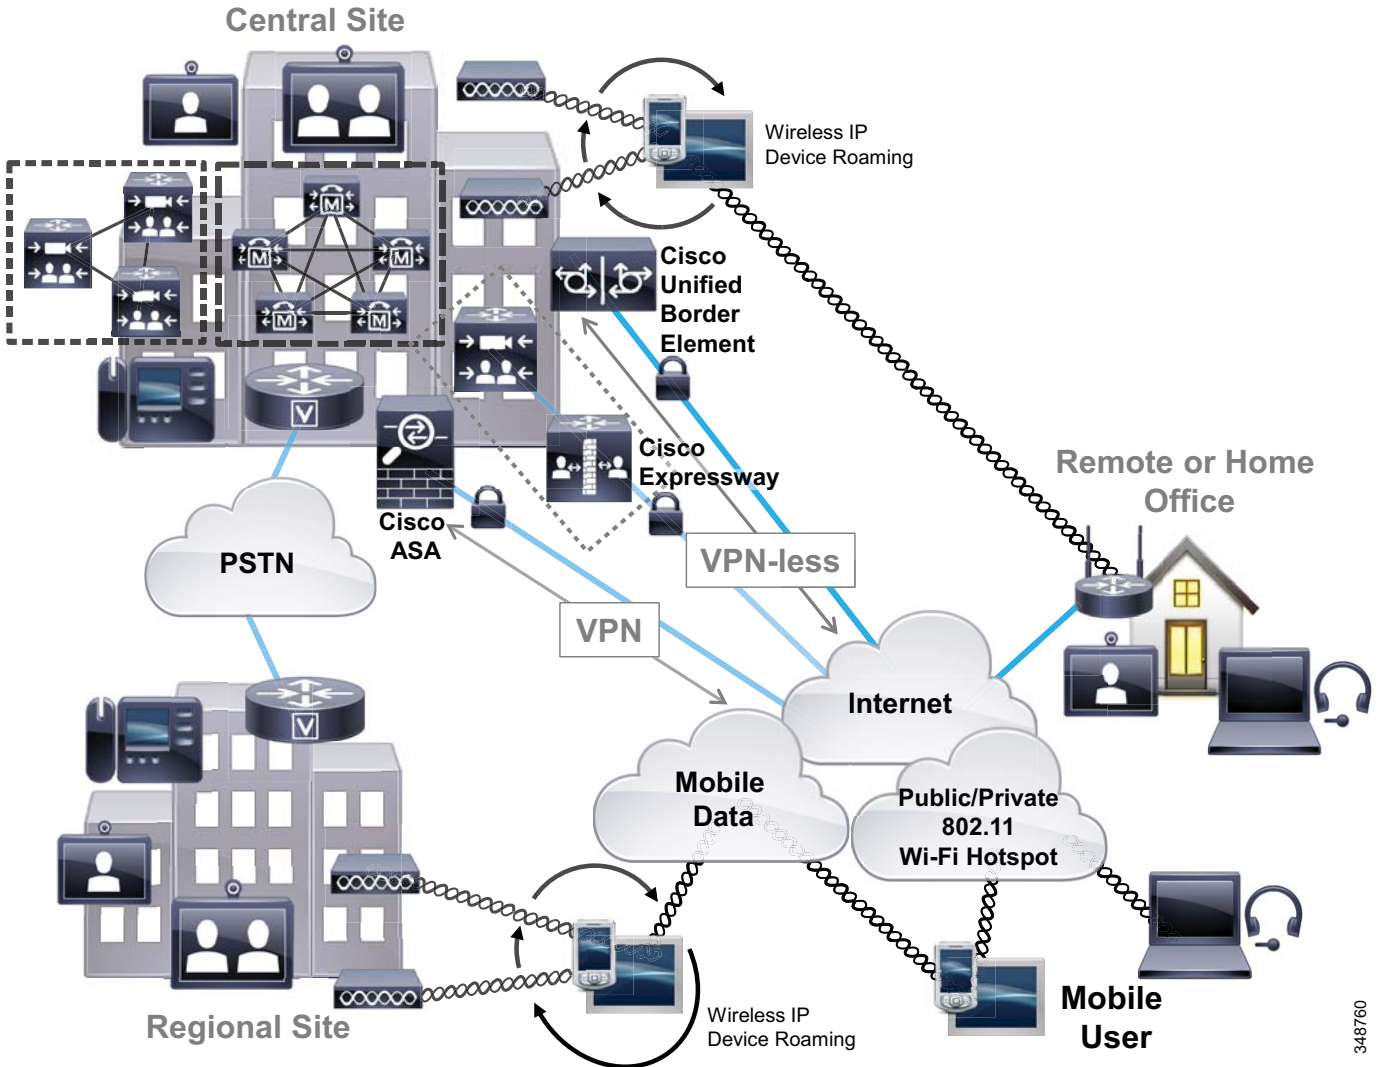 Central Site
Wireless IP
Device Roaming
M
M
M
M
M
Cisco
Unified
Border
Element
V
Cisco
Expressway
Cisco
ASA
Remote or Home
Office
PSTN
VPN-less
VPN
V
Internet
Mobile
Data
Public/Private
802.11
Wi-Fi Hotspot
Regional Site
Wireless IP
Device Roaming
Mobile
User
348760